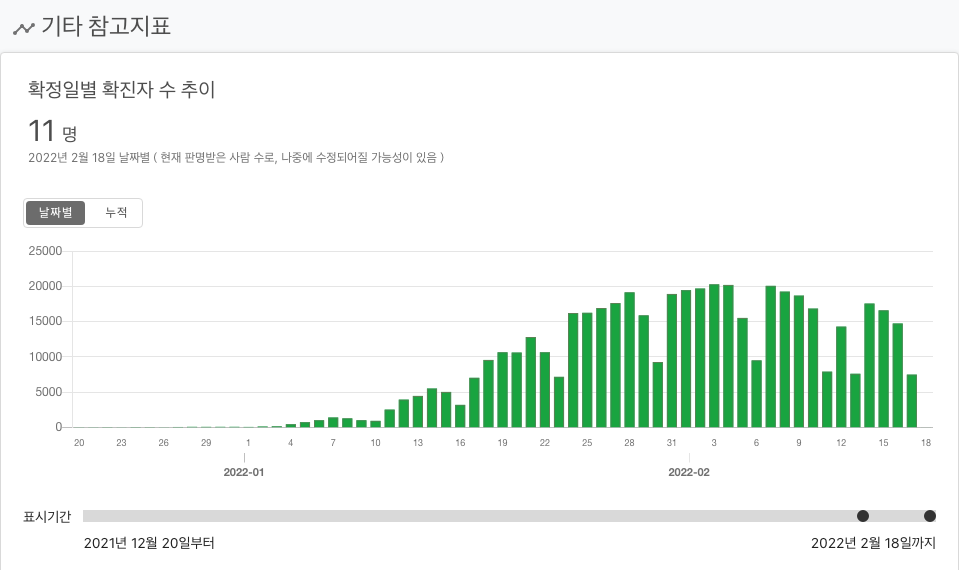 기타 참고지표
확정일별 확진자 수 추이
11 명
2022년 2월 18일 날짜별 ( 현재 판명받은 사람 수로, 나중에 수정되어질 가능성이 있음 )
날짜별 누적
25000
20000
15000
10000
5000
0
20 23 26 29 1 4 7 10 13 16 19 22 25 28 31 3 6 9 12 15 18
2022-01 2022-02
표시기간
2021년 12월 20일부터 2022년 2월 18일까지